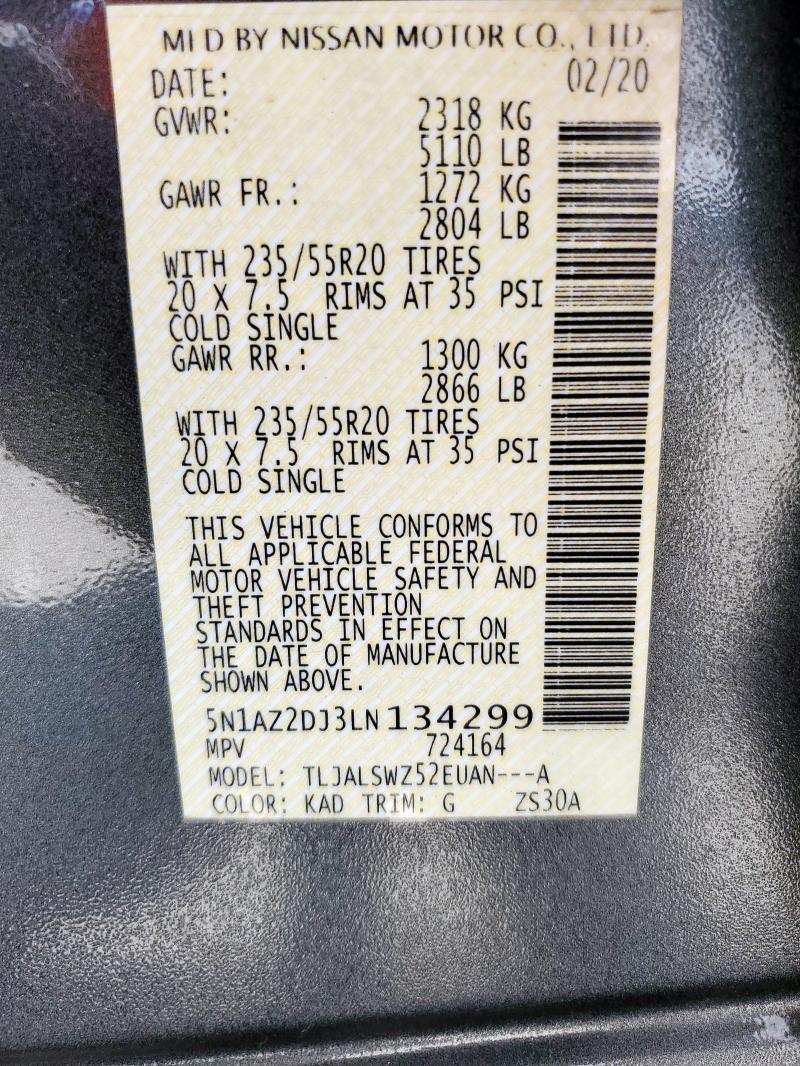 MFD BY NISSAN MOTOR CO., LTD.
DATE: 02/20
GVWR: 2318 KG
5110 LB
GAWR FR.: 1272 KG
2804 LB
WITH 235/55R20 TIRES
20 X 7.5 RIMS AT 35 PSI
COLD SINGLE
GAWR RR.: 1300 KG
2866 LB
WITH 235/55R20 TIRES
20 X 7.5 RIMS AT 35 PSI
COLD SINGLE
THIS VEHICLE CONFORMS TO
ALL APPLICABLE FEDERAL
MOTOR VEHICLE SAFETY AND
THEFT PREVENTION
STANDARDS IN EFFECT ON
THE DATE OF MANUFACTURE
SHOWN ABOVE.
5N1AZ2DJ3LN134299
MPV 724164
MODEL: TLJALSWZ52EUAN---A
COLOR: KAD TRIM: G ZS30A